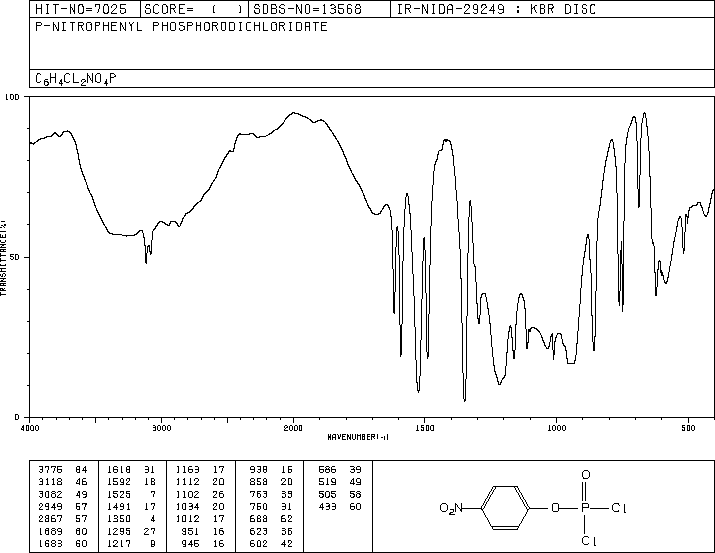 HIT-NO=7025 SCORE= ( ) SDBS-NO=13568 IR-NIDA-29249 : KBR DISC
P-NITROPHENYL PHOSPHORODICHLORIDATE
C6H4CL2NO4P
100
50
0
TRANSMITTANCE(%)
4000 3000 2000 1500 1000 500
WAVENUMBER(-1)
3775 84 1618 31 1163 17 938 16 586 39
3118 46 1592 18 1112 20 858 20 519 49
3082 49 1525 7 1102 26 763 33 505 58
2949 57 1491 17 1034 20 750 31 433 60
2867 57 1350 4 1012 17 688 62
1689 60 1295 27 951 16 623 36
1683 60 1217 9 945 16 602 42
O
O2N O P Cl
Cl